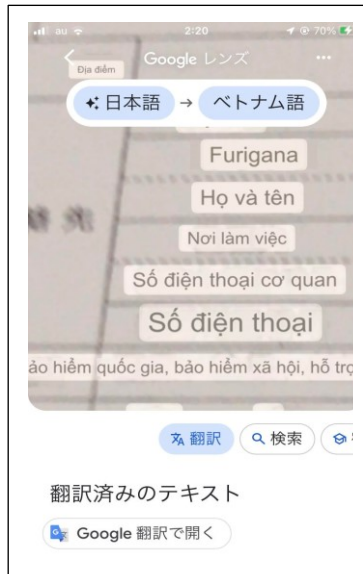 au 2:20 70%
Google レンズ
Địa điểm
日本語 → ベトナム語
Furigana
Họ và tên
Nơi làm việc
Số điện thoại cơ quan
Số điện thoại
ảo hiểm quốc gia, bảo hiểm xã hội, hỗ trợ
翻訳 検索
翻訳済みのテキスト
Google 翻訳で開く